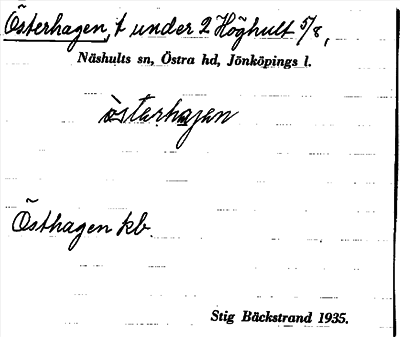 Österhagen, t under 2 Höghult 5/8,
Näshults sn, Östra hd, Jönköpings l.
österhagen
Östhagen kb.
Stig Bäckstrand 1935.